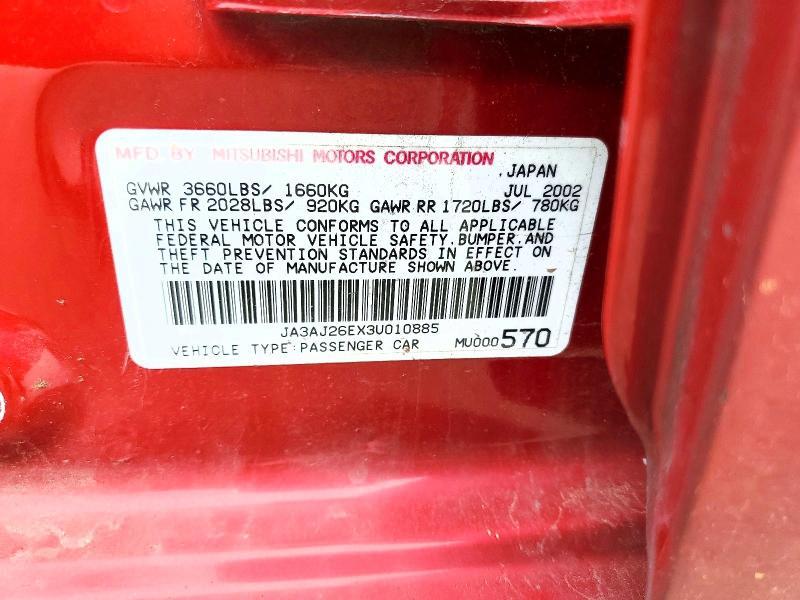 MFD BY MITSUBISHI MOTORS CORPORATION
JAPAN
GVWR 3660LBS/ 1660KG JUL 2002
GAWR FR 2028LBS/ 920KG GAWR RR 1720LBS/ 780KG
THIS VEHICLE CONFORMS TO ALL APPLICABLE
FEDERAL MOTOR VEHICLE SAFETY, BUMPER, AND
THEFT PREVENTION STANDARDS IN EFFECT ON
THE DATE OF MANUFACTURE SHOWN ABOVE.
JA3AJ26EX3U010885
VEHICLE TYPE: PASSENGER CAR MU000570